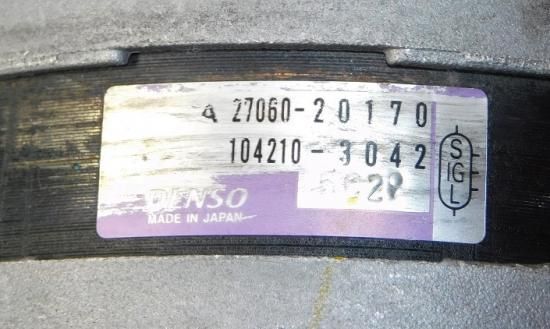 A 27060-20170
104210-3042
DENSO
MADE IN JAPAN
S
IG
L